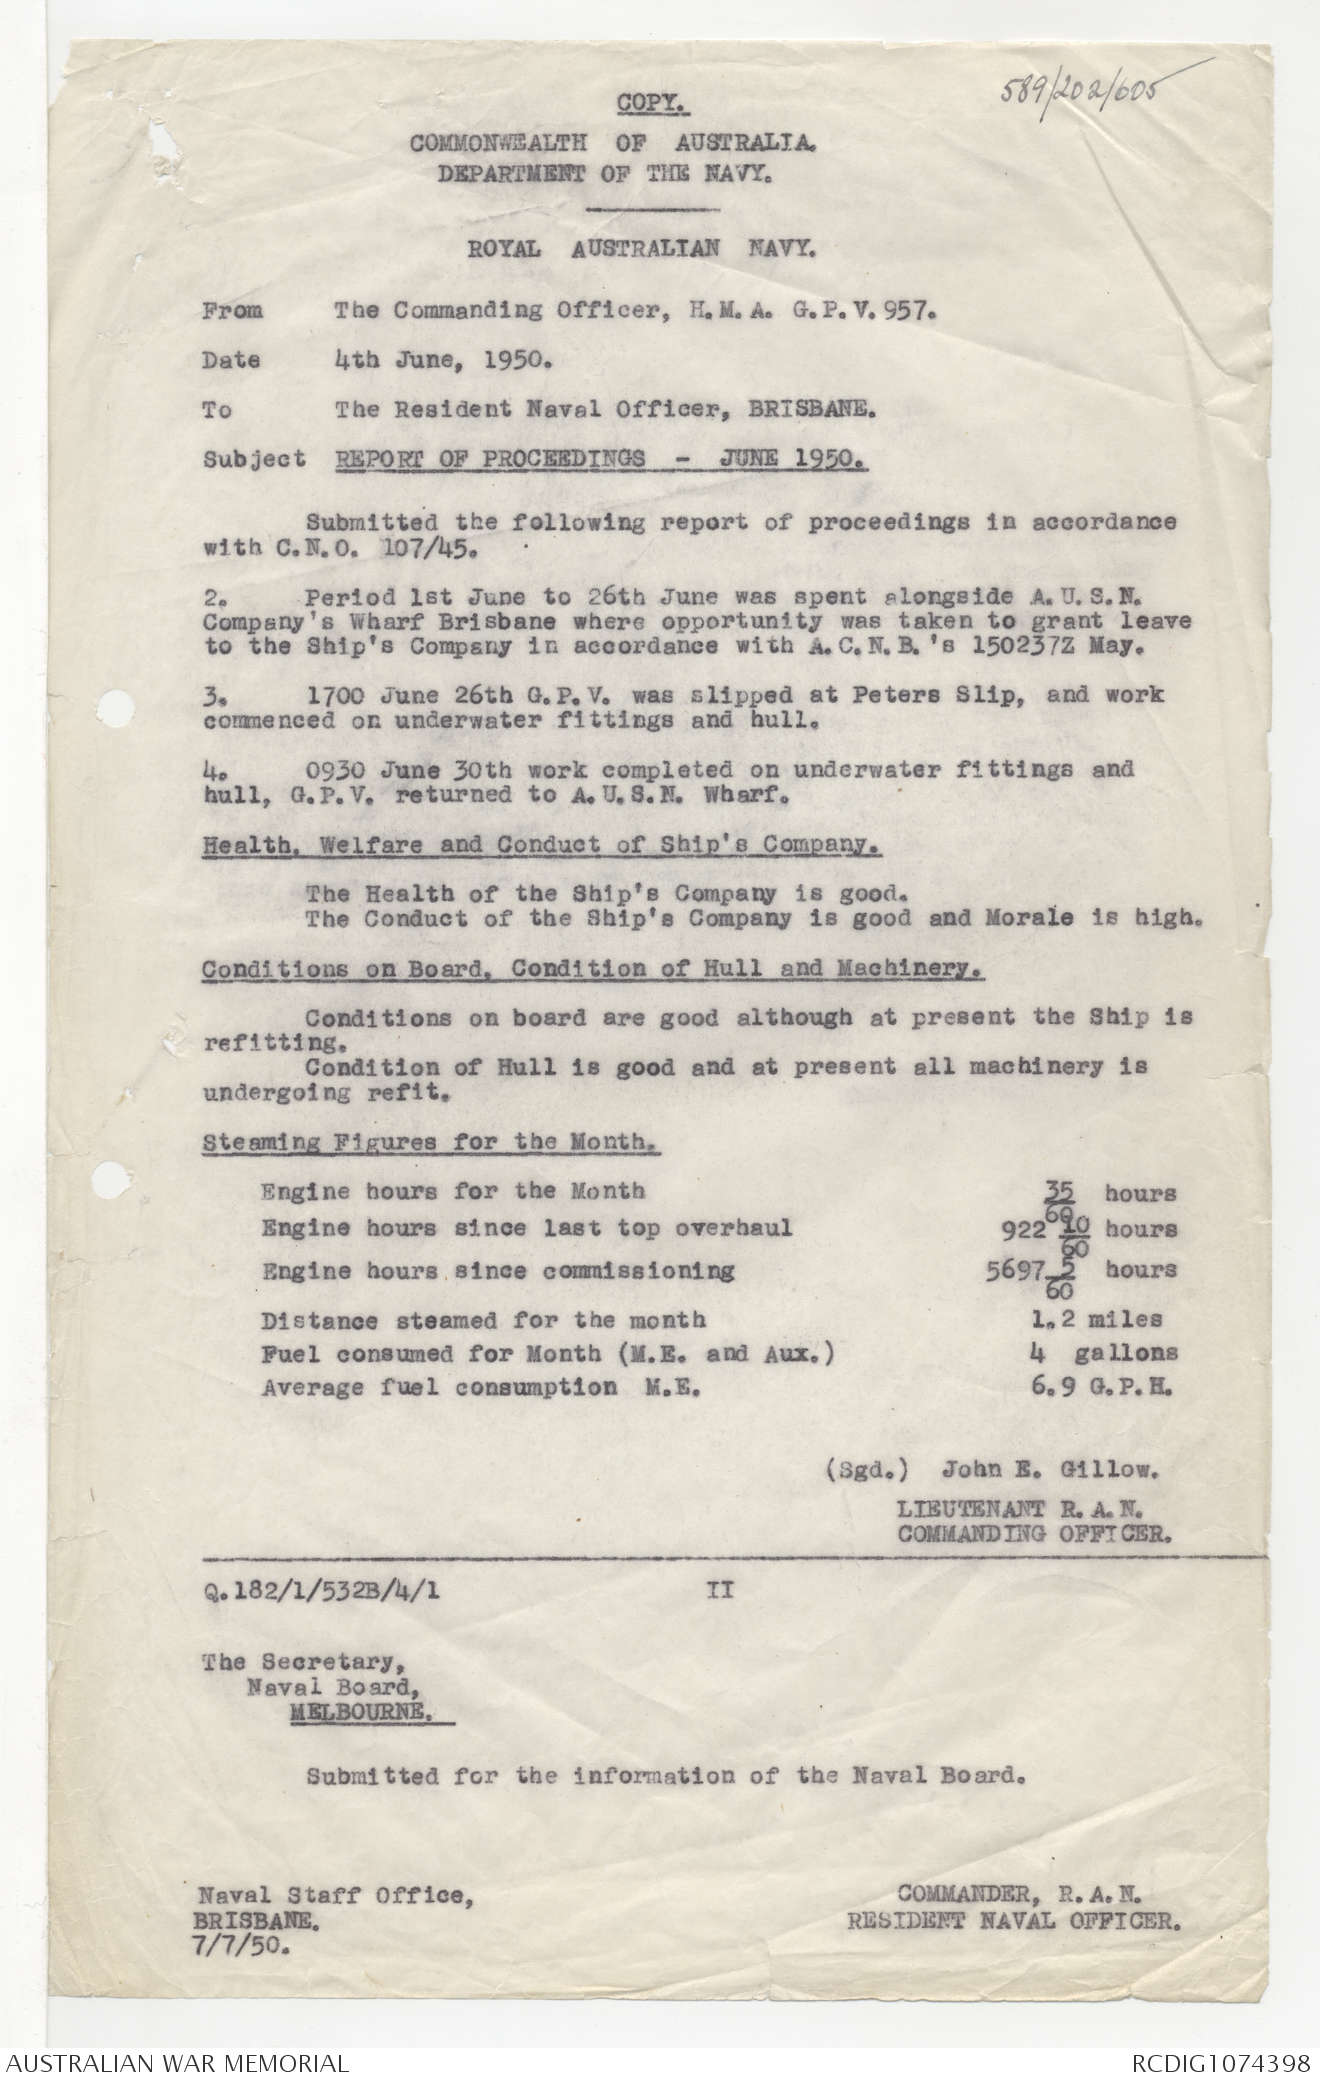 589/202/605
COPY.
COMMONWEALTH OF AUSTRALIA.
DEPARTMENT OF THE NAVY.
ROYAL AUSTRALIAN NAVY.
From The Commanding Officer, H.M.A. G.P.V. 957.
Date 4th June, 1950.
To The Resident Naval Officer, BRISBANE.
Subject REPORT OF PROCEEDINGS - JUNE 1950.
Submitted the following report of proceedings in accordance
with C.N.O. 107/45.
2. Period 1st June to 26th June was spent alongside A.U.S.N.
Company's Wharf Brisbane where opportunity was taken to grant leave
to the Ship's Company in accordance with A.C.N.B.'s 150237Z May.
3. 1700 June 26th G.P.V. was slipped at Peters Slip, and work
commenced on underwater fittings and hull.
4. 0930 June 30th work completed on underwater fittings and
hull, G.P.V. returned to A.U.S.N. Wharf.
Health, Welfare and Conduct of Ship's Company.
The Health of the Ship's Company is good.
The Conduct of the Ship's Company is good and Morale is high.
Conditions on Board, Condition of Hull and Machinery.
Conditions on board are good although at present the Ship is
refitting.
Condition of Hull is good and at present all machinery is
undergoing refit.
Steaming Figures for the Month.
Engine hours for the Month 35/60 hours
Engine hours since last top overhaul 922 10/60 hours
Engine hours since commissioning 5697 5/60 hours
Distance steamed for the month 1.2 miles
Fuel consumed for Month (M.E. and Aux.) 4 gallons
Average fuel consumption M.E. 6.9 G.P.H.
(Sgd.) John E. Gillow.
LIEUTENANT R.A.N.
COMMANDING OFFICER.
Q.182/1/532B/4/1 II
The Secretary,
Naval Board,
MELBOURNE.
Submitted for the information of the Naval Board.
Naval Staff Office, COMMANDER, R.A.N.
BRISBANE. RESIDENT NAVAL OFFICER.
7/7/50.
AUSTRALIAN WAR MEMORIAL RCDIG1074398